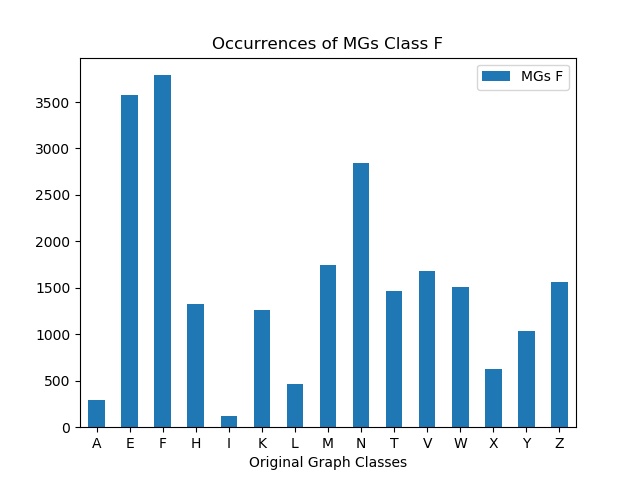 Occurrences of MGs Class F
MGs F
3500
3000
2500
2000
1500
1000
500
0
A E F H I K L M N T V W X Y Z
Original Graph Classes